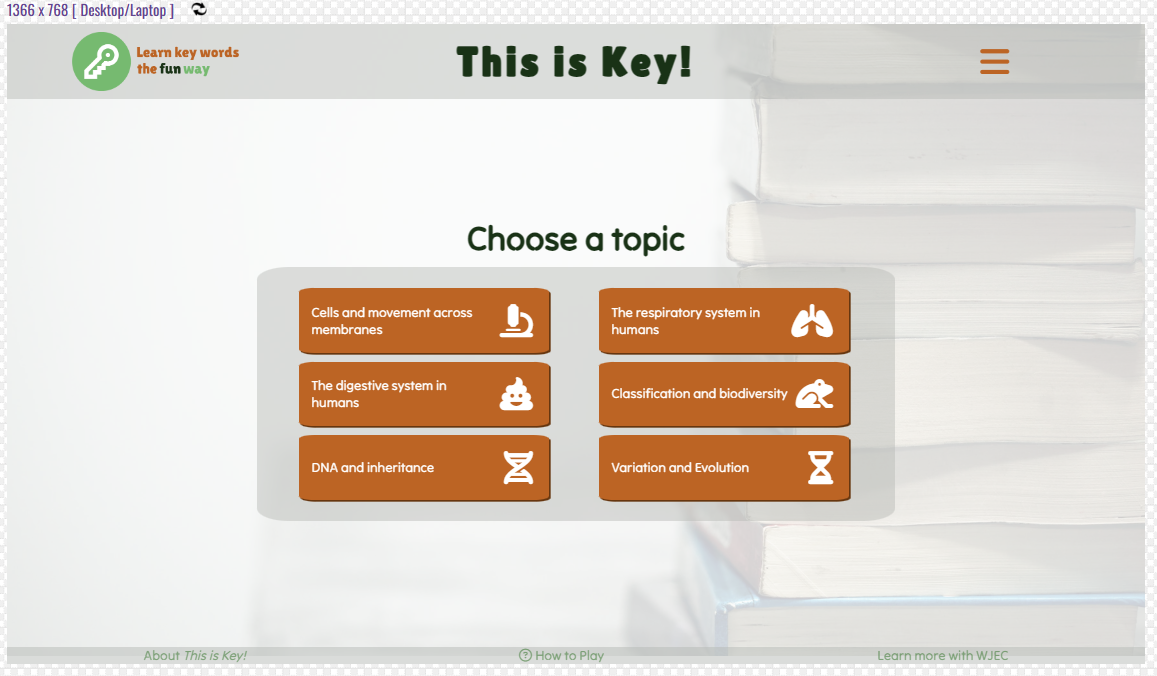 1366 x 768 [ Desktop/Laptop ]
Learn key words
the fun way
This is Key!
Choose a topic
Cells and movement across
membranes
The respiratory system in
humans
The digestive system in
humans
Classification and biodiversity
DNA and inheritance
Variation and Evolution
About This is Key!
How to Play
Learn more with WJEC